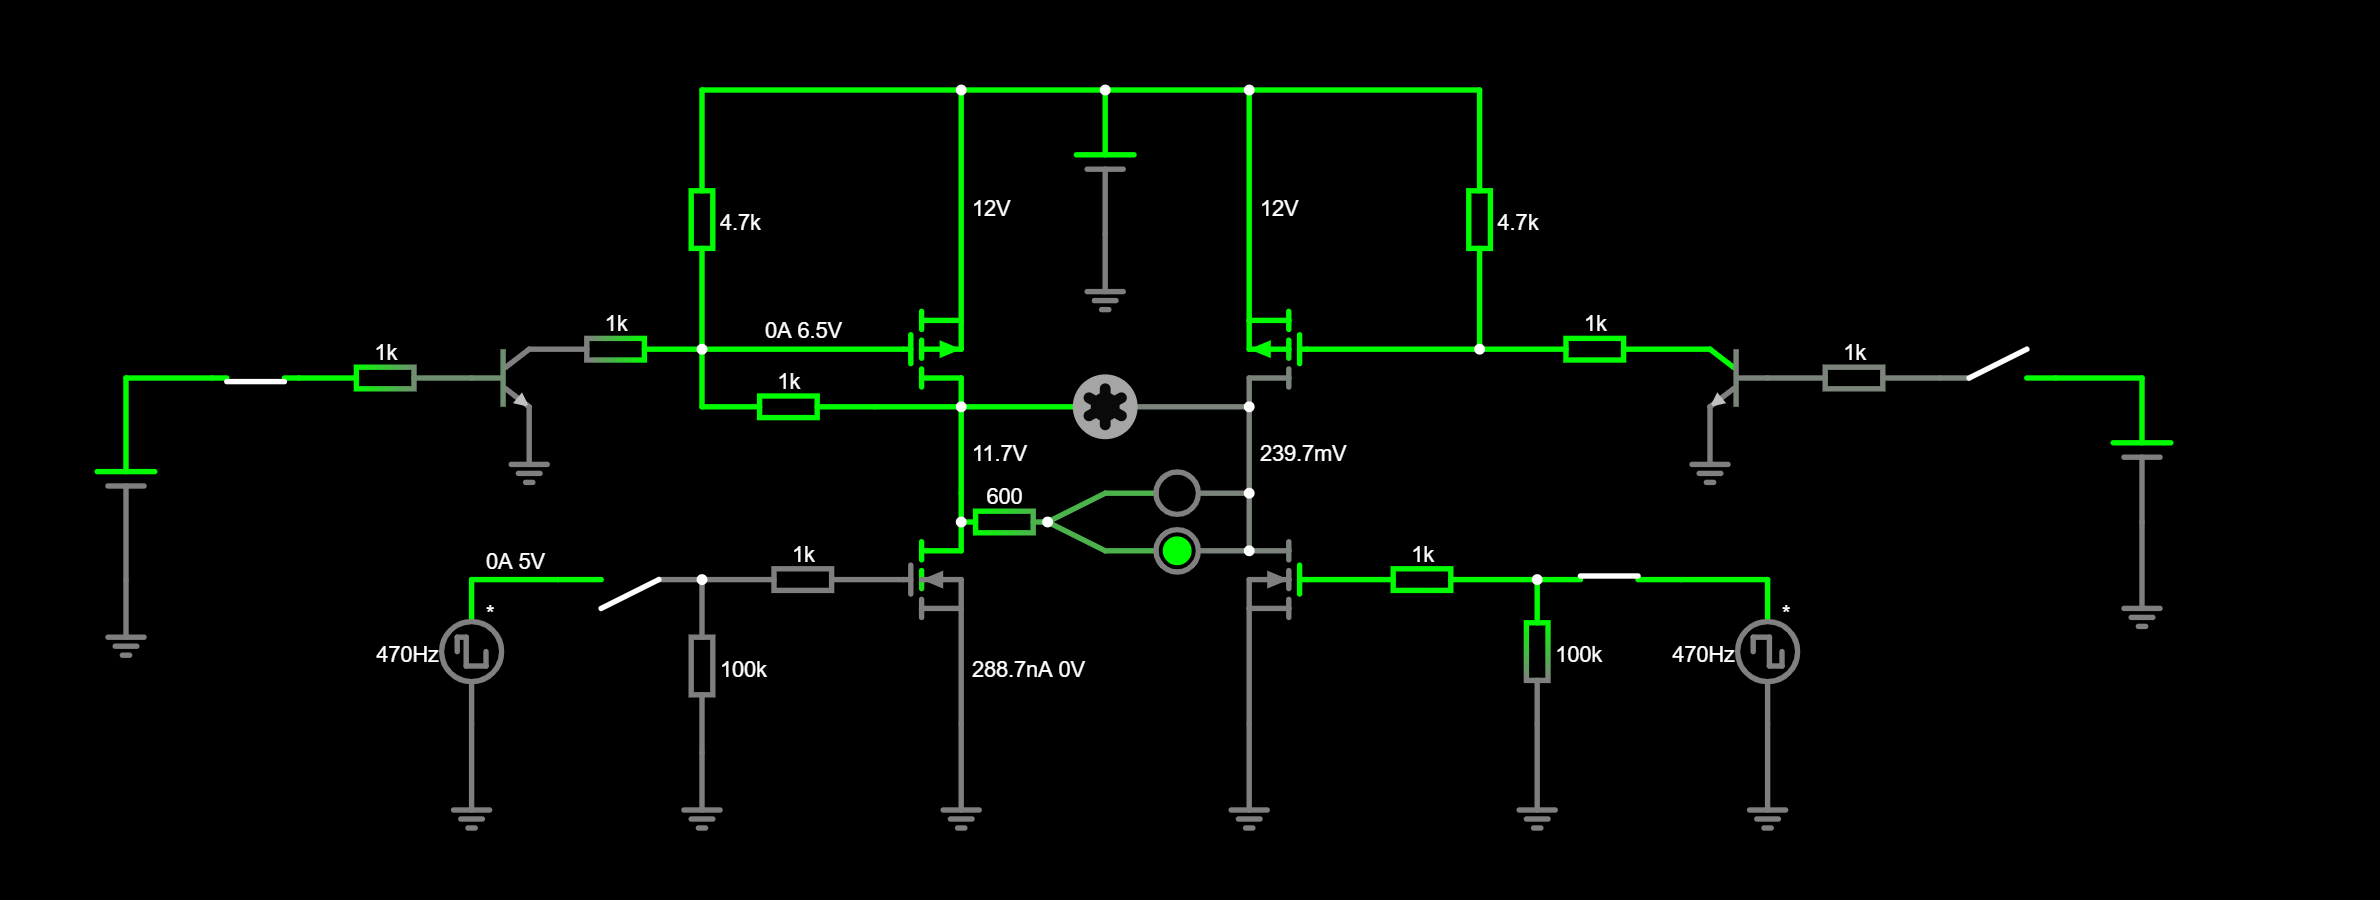 12V
12V
4.7k
4.7k
1k
0A 6.5V
1k
1k
1k
1k
11.7V
239.7mV
600
0A 5V
1k
1k
*
*
470Hz
100k
288.7nA 0V
100k
470Hz